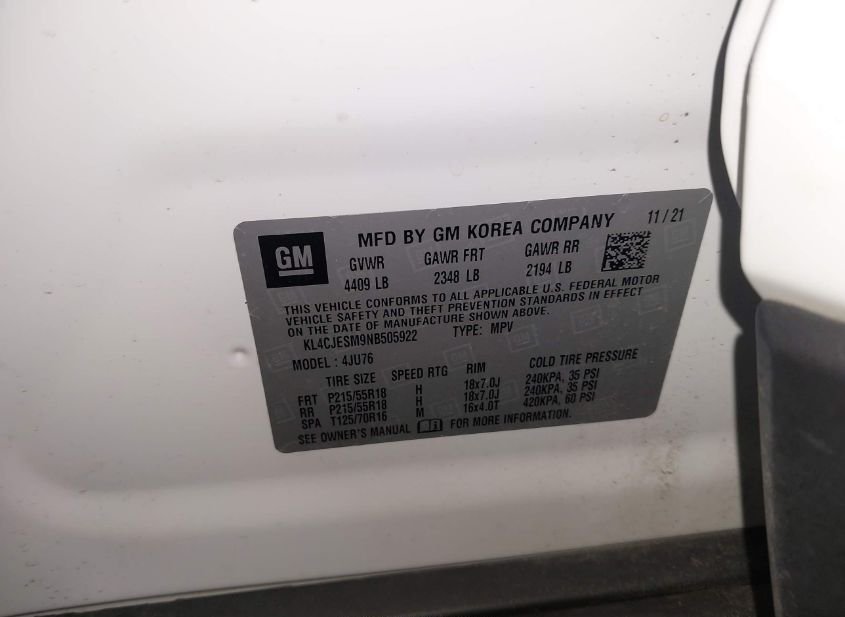 GM
MFD BY GM KOREA COMPANY 11 / 21
GVWR GAWR FRT GAWR RR
4409 LB 2348 LB 2194 LB
THIS VEHICLE CONFORMS TO ALL APPLICABLE U.S. FEDERAL MOTOR
VEHICLE SAFETY AND THEFT PREVENTION STANDARDS IN EFFECT
ON THE DATE OF MANUFACTURE SHOWN ABOVE.
KL4CJESM9NB505922 TYPE: MPV
MODEL : 4JU76
TIRE SIZE SPEED RTG RIM COLD TIRE PRESSURE
FRT P215/55R18 H 18x7.0J 240KPA, 35 PSI
RR P215/55R18 H 18x7.0J 240KPA, 35 PSI
SPA T125/70R16 M 16x4.0T 420KPA, 60 PSI
SEE OWNER'S MANUAL FOR MORE INFORMATION.